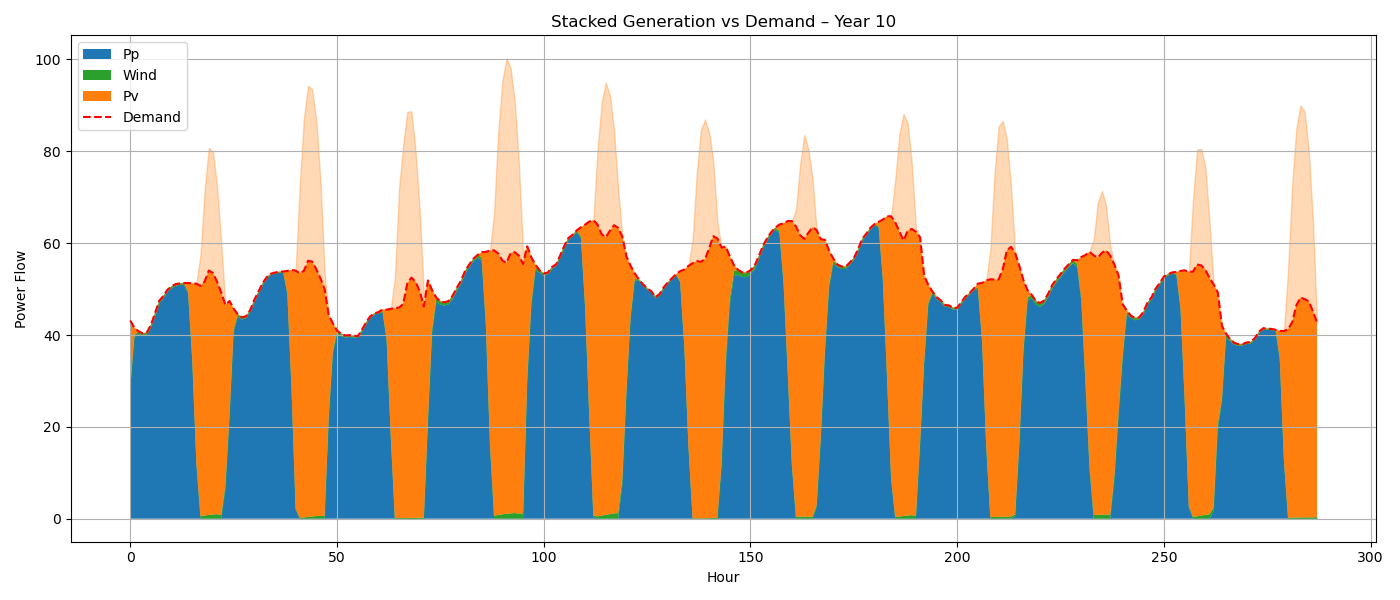 Stacked Generation vs Demand – Year 10
Pp
Wind
Pv
Demand
Power Flow
100
80
60
40
20
0
0 50 100 150 200 250 300
Hour